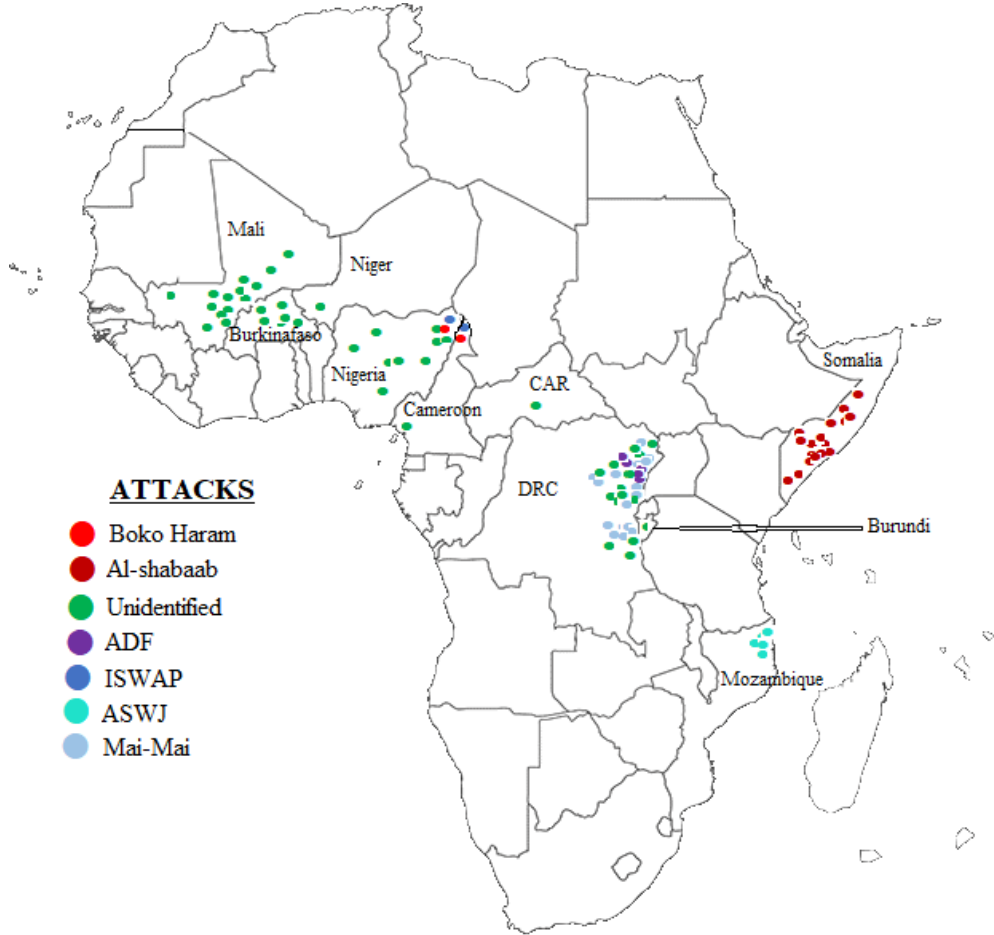 Mali
Niger
Burkinafaso
Nigeria
Cameroon
CAR
Somalia
DRC
Burundi
Mozambique
ATTACKS
Boko Haram
Al-shabaab
Unidentified
ADF
ISWAP
ASWJ
Mai-Mai